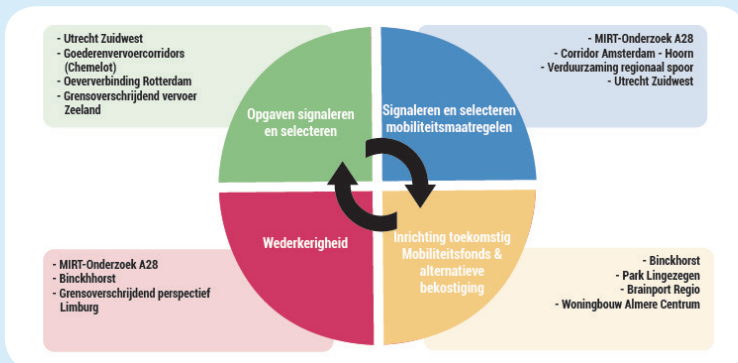 - Utrecht Zuidwest
- Goederenvervoercorridors
(Chemelot)
- Oeververbinding Rotterdam
- Grensoverschrijdend vervoer
Zeeland
- MIRT-Onderzoek A28
- Corridor Amsterdam - Hoorn
- Verduurzaming regionaal spoor
- Utrecht Zuidwest
Opgaven signaleren
en selecteren
Signaleren en selecteren
mobiliteitsmaatregelen
Wederkerigheid
Inrichting toekomstig
Mobiliteitsfonds &
alternatieve
bekostiging
- MIRT-Onderzoek A28
- Binckhhorst
- Grensoverschrijdend perspectief
Limburg
- Binckhorst
- Park Lingezegen
- Brainport Regio
- Woningbouw Almere Centrum